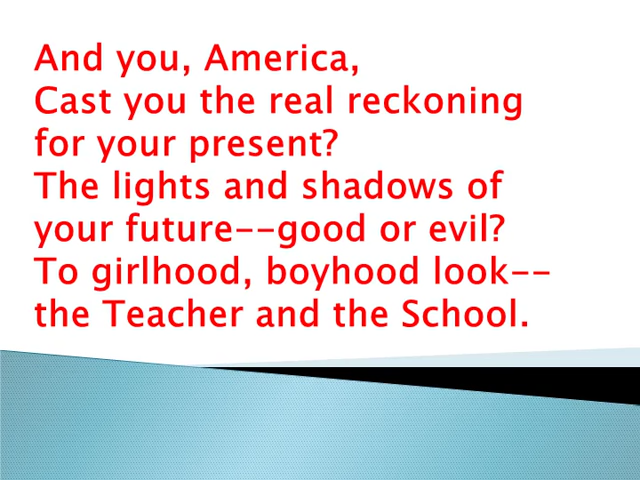 And you, America,
Cast you the real reckoning
for your present?
The lights and shadows of
your future--good or evil?
To girlhood, boyhood look--
the Teacher and the School.